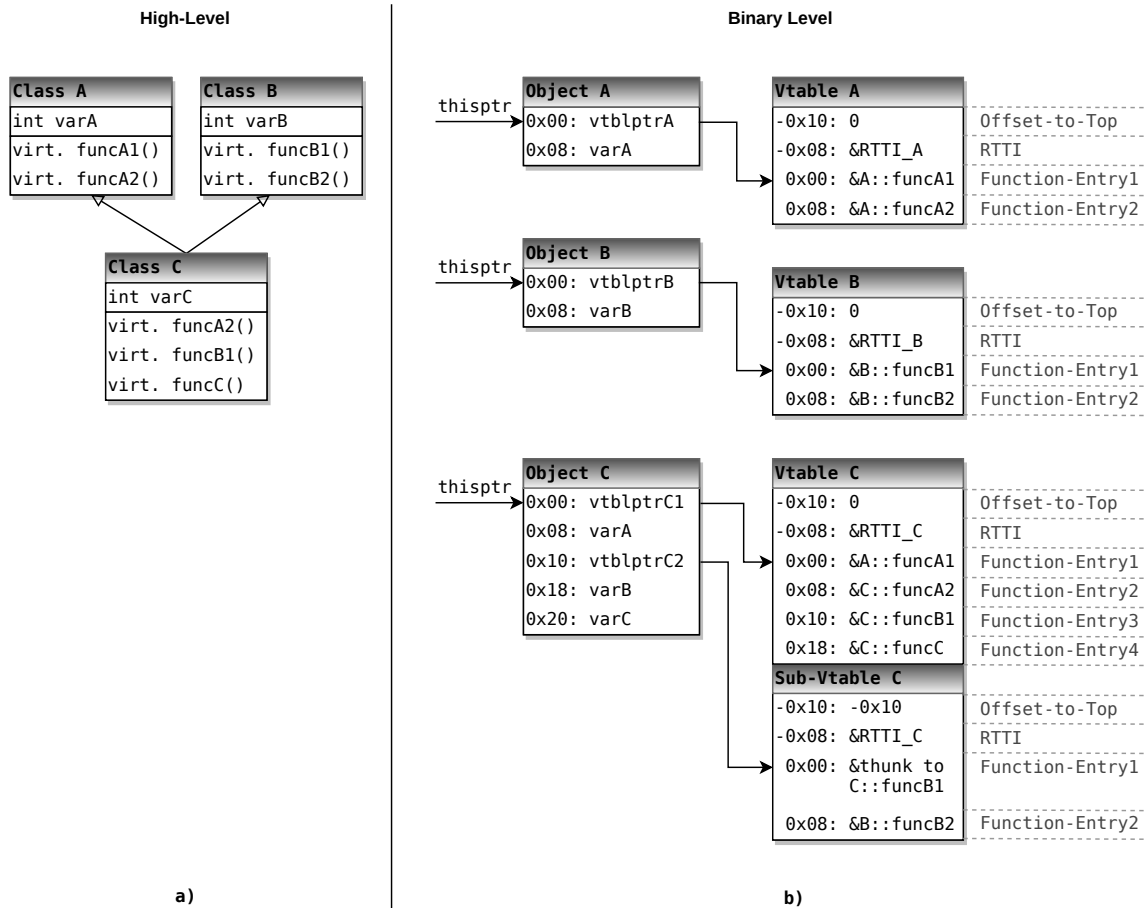 High-Level
Binary Level
Class A
int varA
virt. funcA1()
virt. funcA2()
Class B
int varB
virt. funcB1()
virt. funcB2()
Class C
int varC
virt. funcA2()
virt. funcB1()
virt. funcC()
a)
thisptr
Object A
0x00: vtblptrA
0x08: varA
Vtable A
-0x10: 0 Offset-to-Top
-0x08: &RTTI_A RTTI
0x00: &A::funcA1 Function-Entry1
0x08: &A::funcA2 Function-Entry2
thisptr
Object B
0x00: vtblptrB
0x08: varB
Vtable B
-0x10: 0 Offset-to-Top
-0x08: &RTTI_B RTTI
0x00: &B::funcB1 Function-Entry1
0x08: &B::funcB2 Function-Entry2
thisptr
Object C
0x00: vtblptrC1
0x08: varA
0x10: vtblptrC2
0x18: varB
0x20: varC
Vtable C
-0x10: 0 Offset-to-Top
-0x08: &RTTI_C RTTI
0x00: &A::funcA1 Function-Entry1
0x08: &C::funcA2 Function-Entry2
0x10: &C::funcB1 Function-Entry3
0x18: &C::funcC Function-Entry4
Sub-Vtable C
-0x10: -0x10 Offset-to-Top
-0x08: &RTTI_C RTTI
0x00: &thunk to Function-Entry1
C::funcB1
0x08: &B::funcB2 Function-Entry2
b)